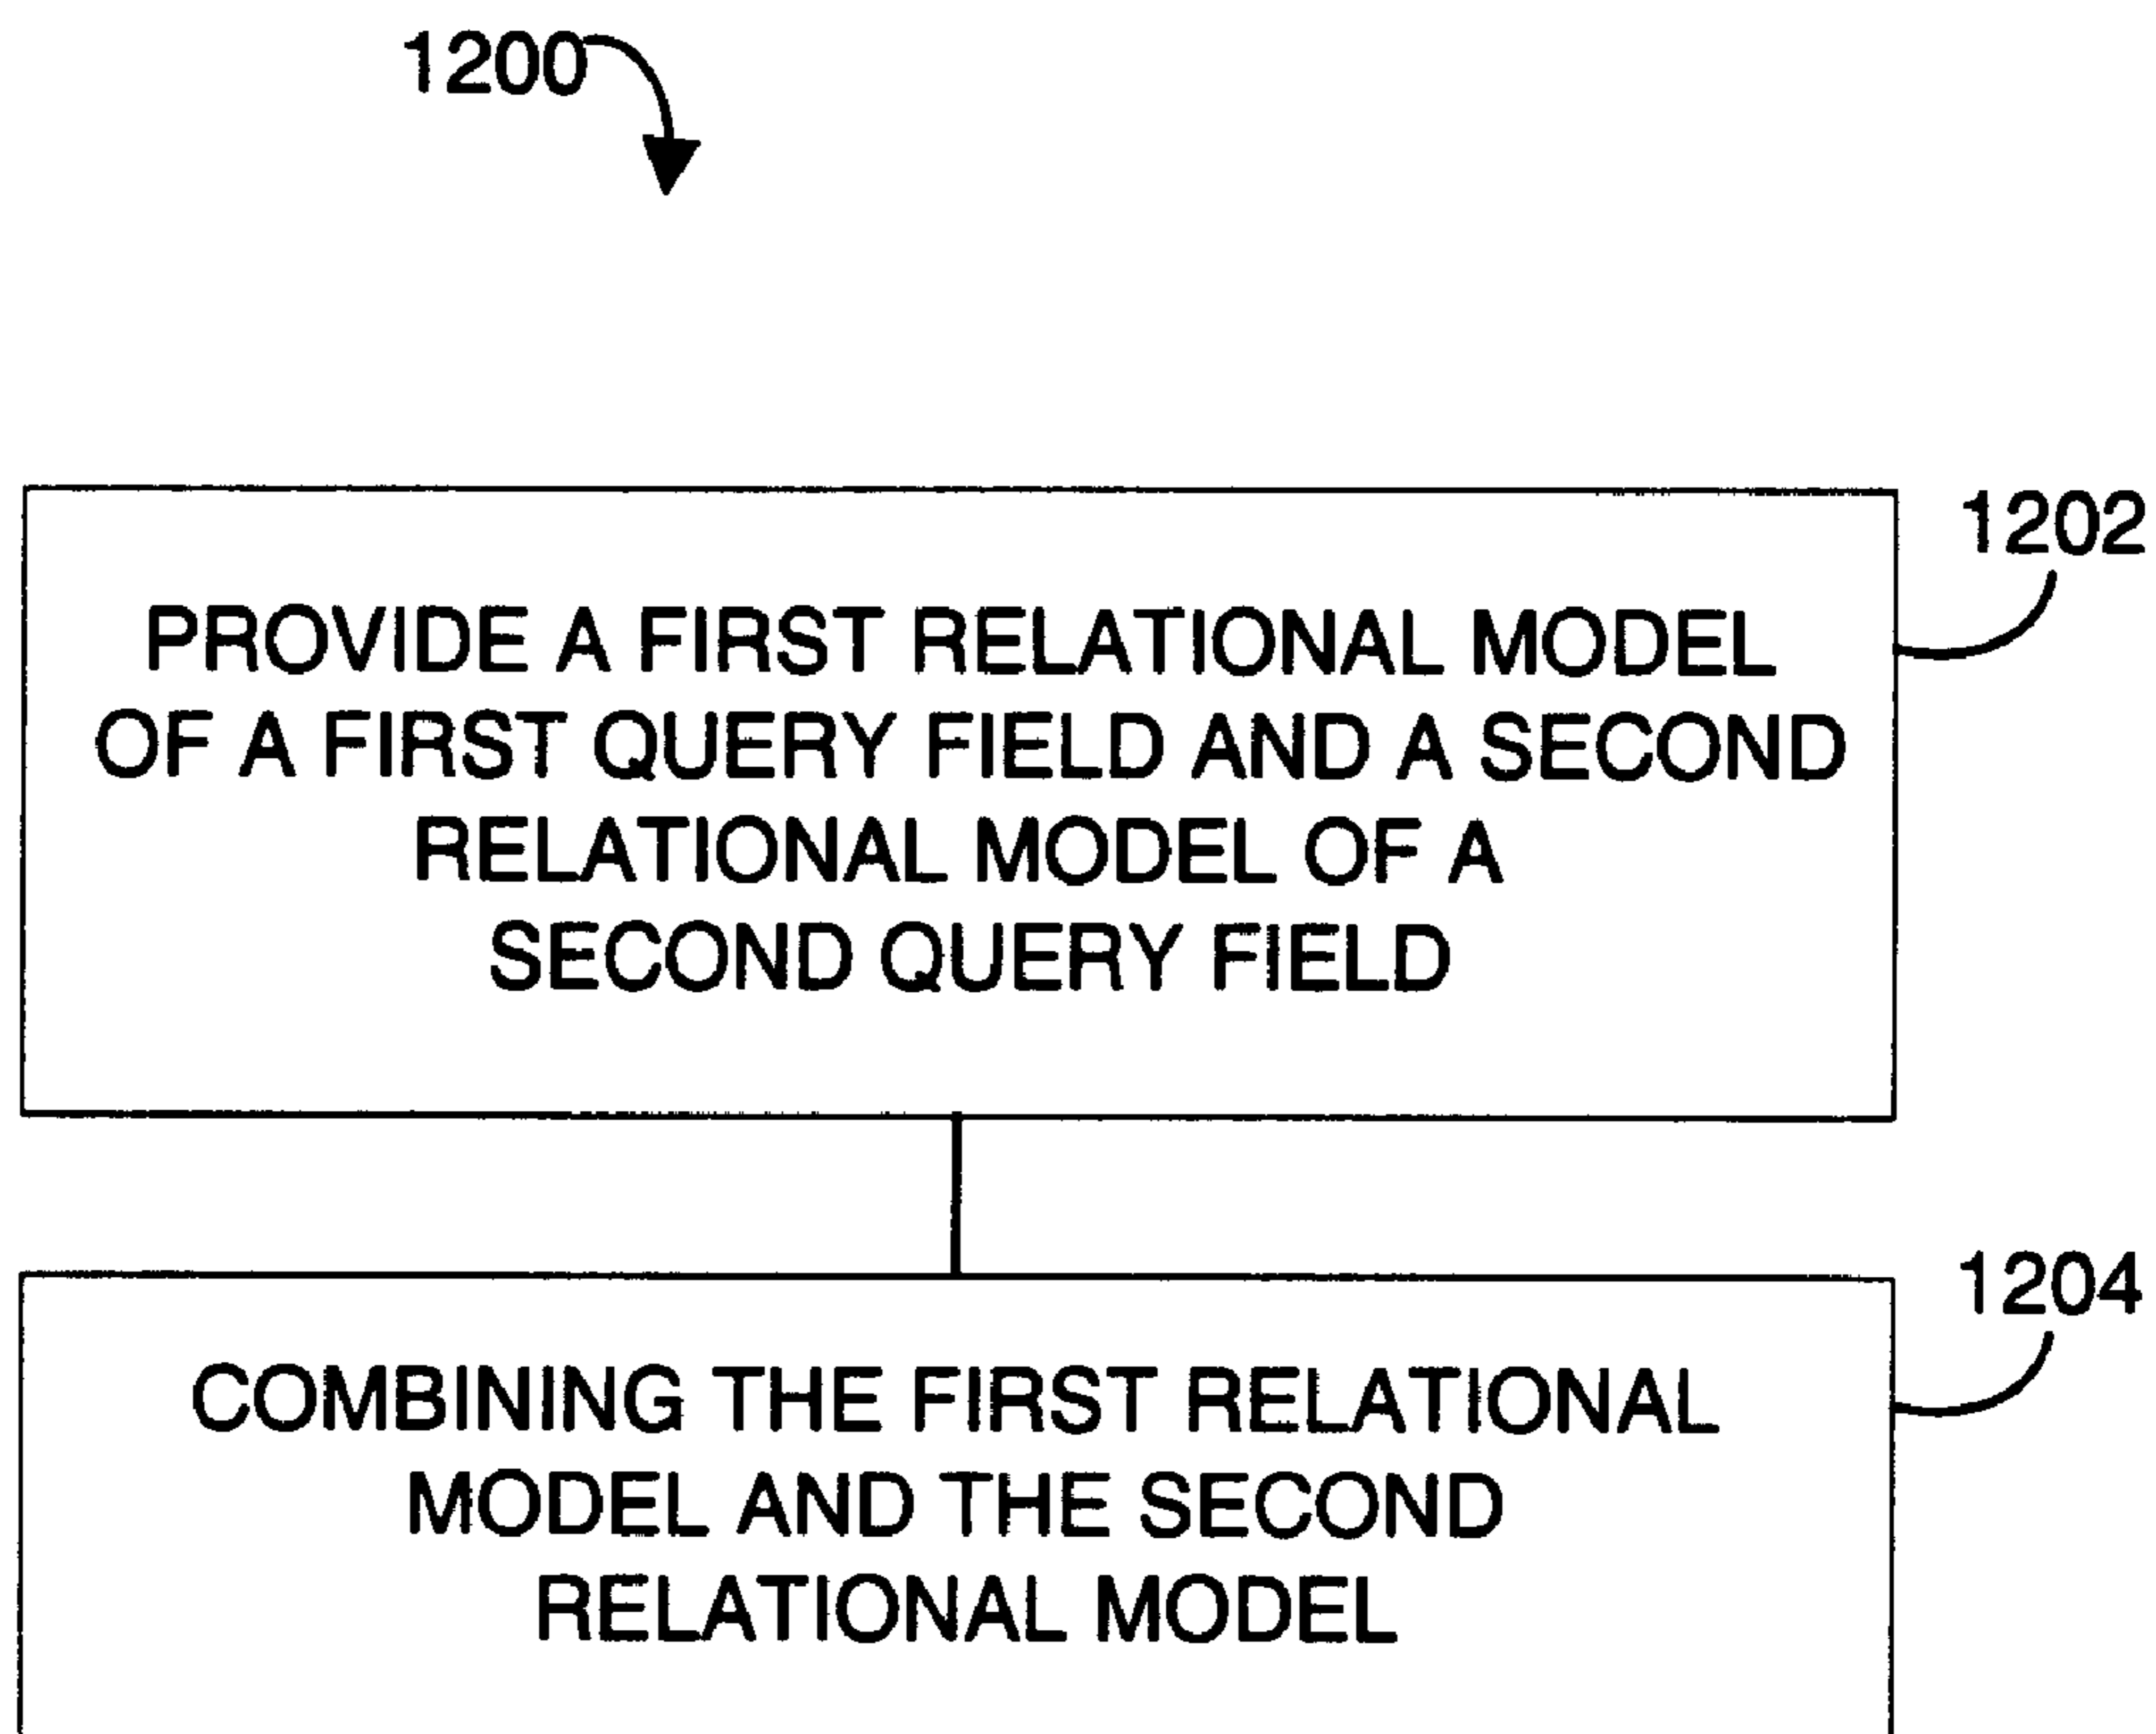 1200
1202
PROVIDE A FIRST RELATIONAL MODEL
OF A FIRST QUERY FIELD AND A SECOND
RELATIONAL MODEL OF A
SECOND QUERY FIELD
1204
COMBINING THE FIRST RELATIONAL
MODEL AND THE SECOND
RELATIONAL MODEL